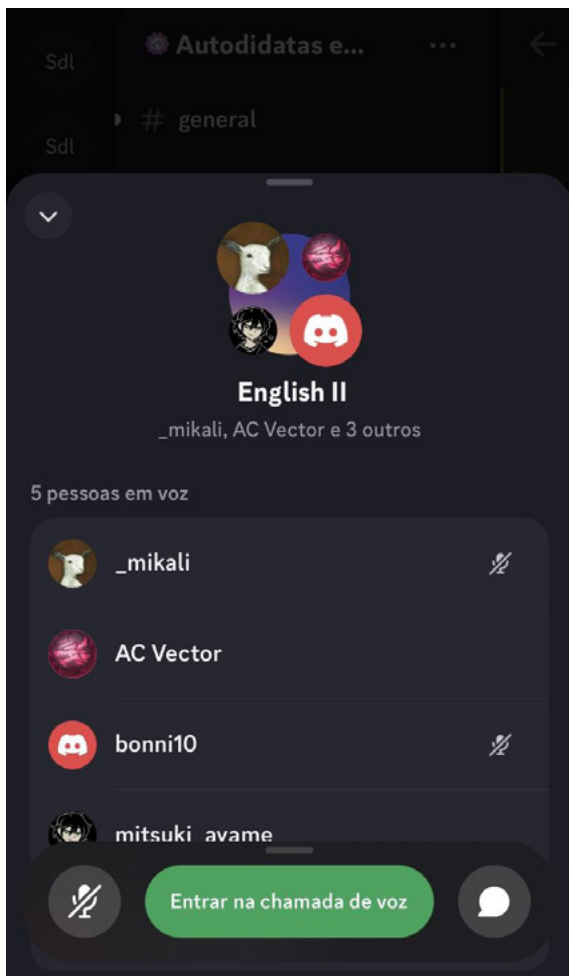 Sdl
Autodidatas e...
# general
Sdl
English II
_mikali, AC Vector e 3 outros
5 pessoas em voz
_mikali
AC Vector
bonni10
mitsuki_ayame
Entrar na chamada de voz